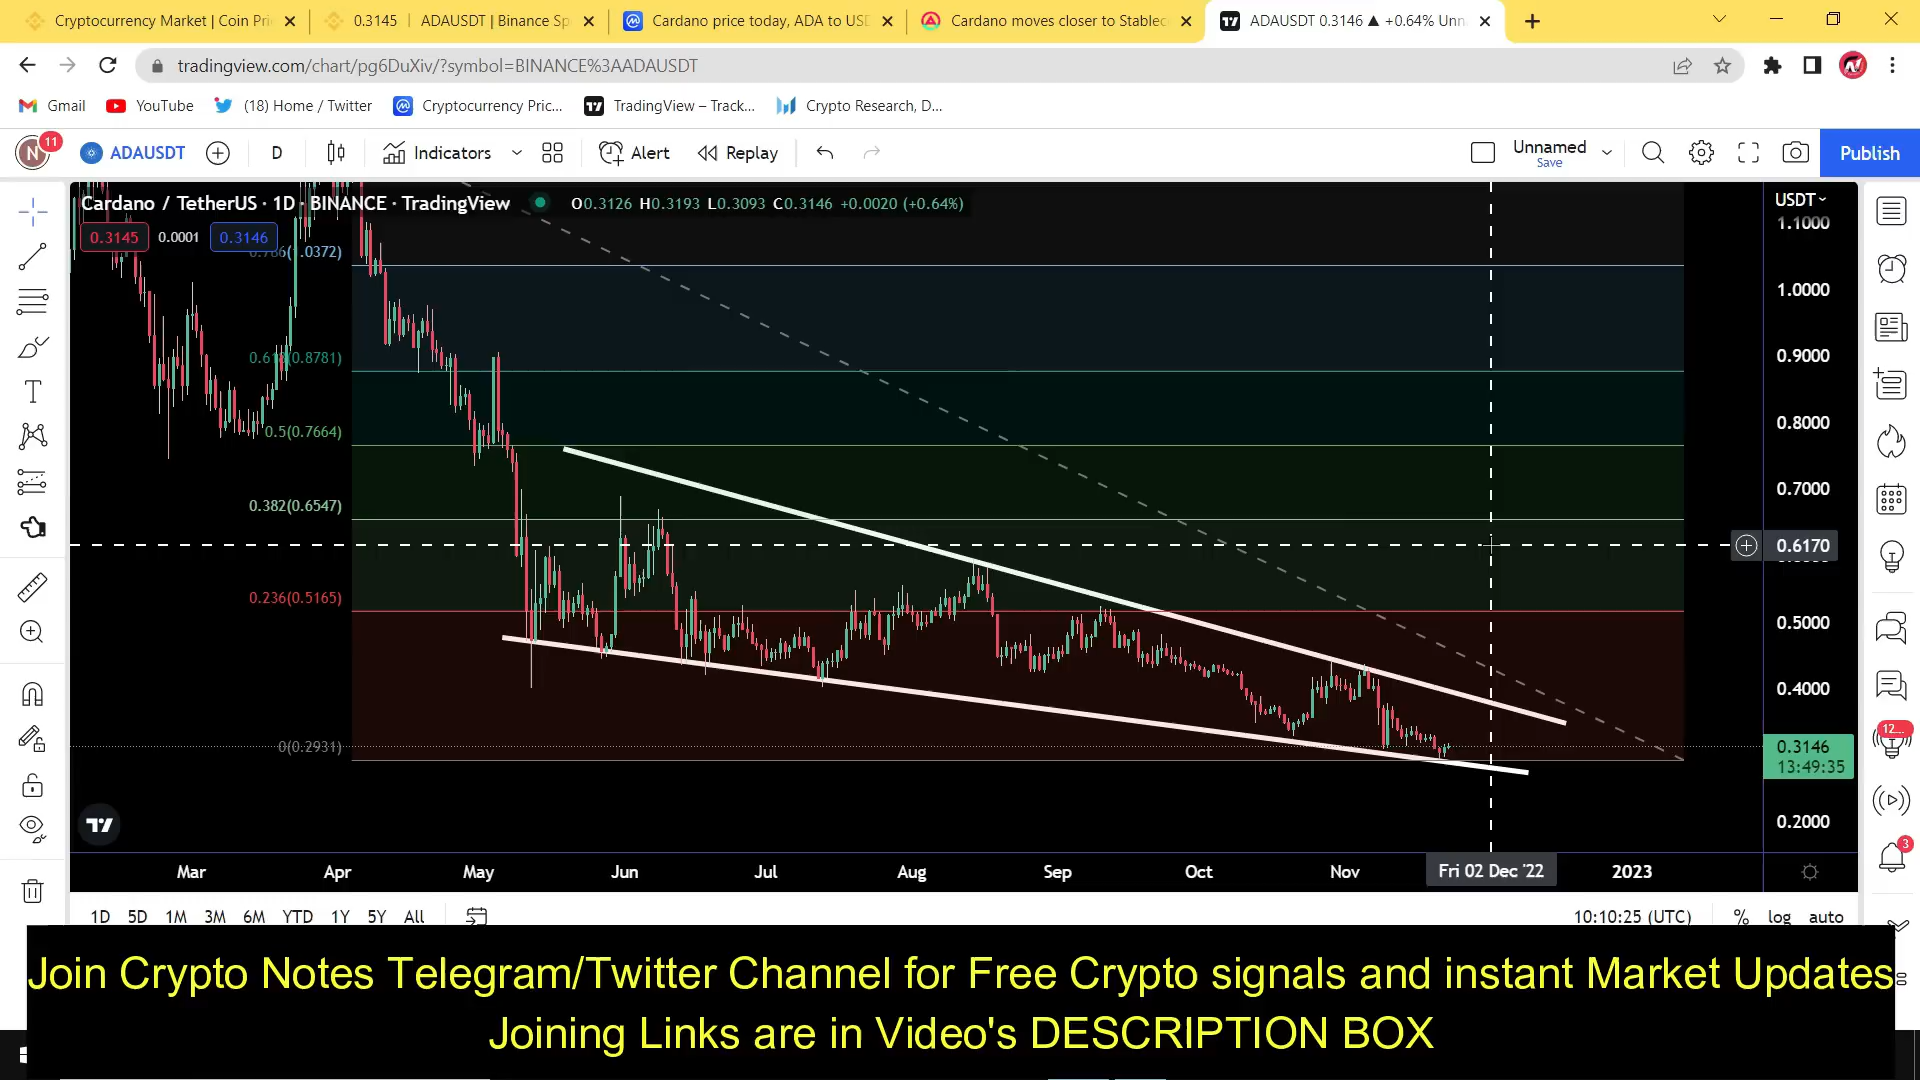 Cryptocurrency Market | Coin Pri
0.3145 | ADAUSDT | Binance Sp
Cardano price today, ADA to USD
Cardano moves closer to Stablec
ADAUSDT 0.3146 ▲ +0.64% Unn
tradingview.com/chart/pg6DuXiv/?symbol=BINANCE%3AADAUSDT
Gmail YouTube (18) Home / Twitter Cryptocurrency Pric... TradingView – Track... Crypto Research, D...
N 11 ADAUSDT D Indicators Alert Replay Unnamed Publish
Save
Cardano / TetherUS · 1D · BINANCE · TradingView O0.3126 H0.3193 L0.3093 C0.3146 +0.0020 (+0.64%)
USDT
0.3145 0.0001 0.3146
1.1000
1.0000
0.9000
0.8000
0.7000
0.6170
0.5000
0.4000
0.3146
13:49:35
0.2000
0.618(0.8781)
0.5(0.7664)
0.382(0.6547)
0.236(0.5165)
0(0.2931)
12...
3
Mar Apr May Jun Jul Aug Sep Oct Nov Fri 02 Dec '22 2023
1D 5D 1M 3M 6M YTD 1Y 5Y All 10:10:25 (UTC) % log auto
Join Crypto Notes Telegram/Twitter Channel for Free Crypto signals and instant Market Updates
Joining Links are in Video's DESCRIPTION BOX